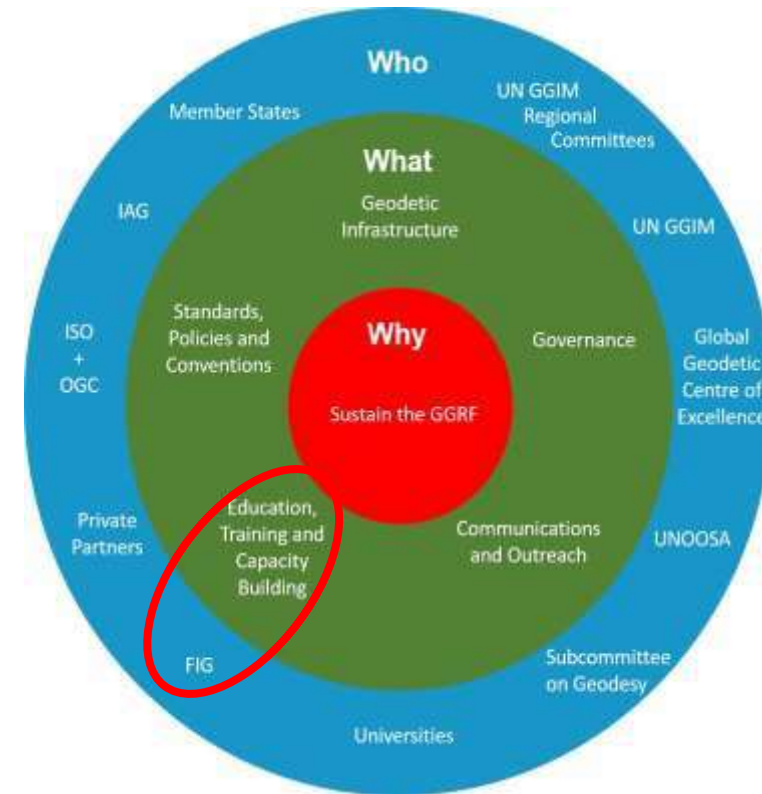 Who
Member States
UN GGIM
Regional
Committees
What
IAG
Geodetic
Infrastructure
UN GGIM
Standards,
Policies and
Conventions
Why
Governance
ISO
+
OGC
Global
Geodetic
Centre of
Excellence
Sustain the GGRF
Education,
Training and
Capacity
Building
Private
Partners
Communications
and Outreach
UNOOSA
FIG
Subcommittee
on Geodesy
Universities